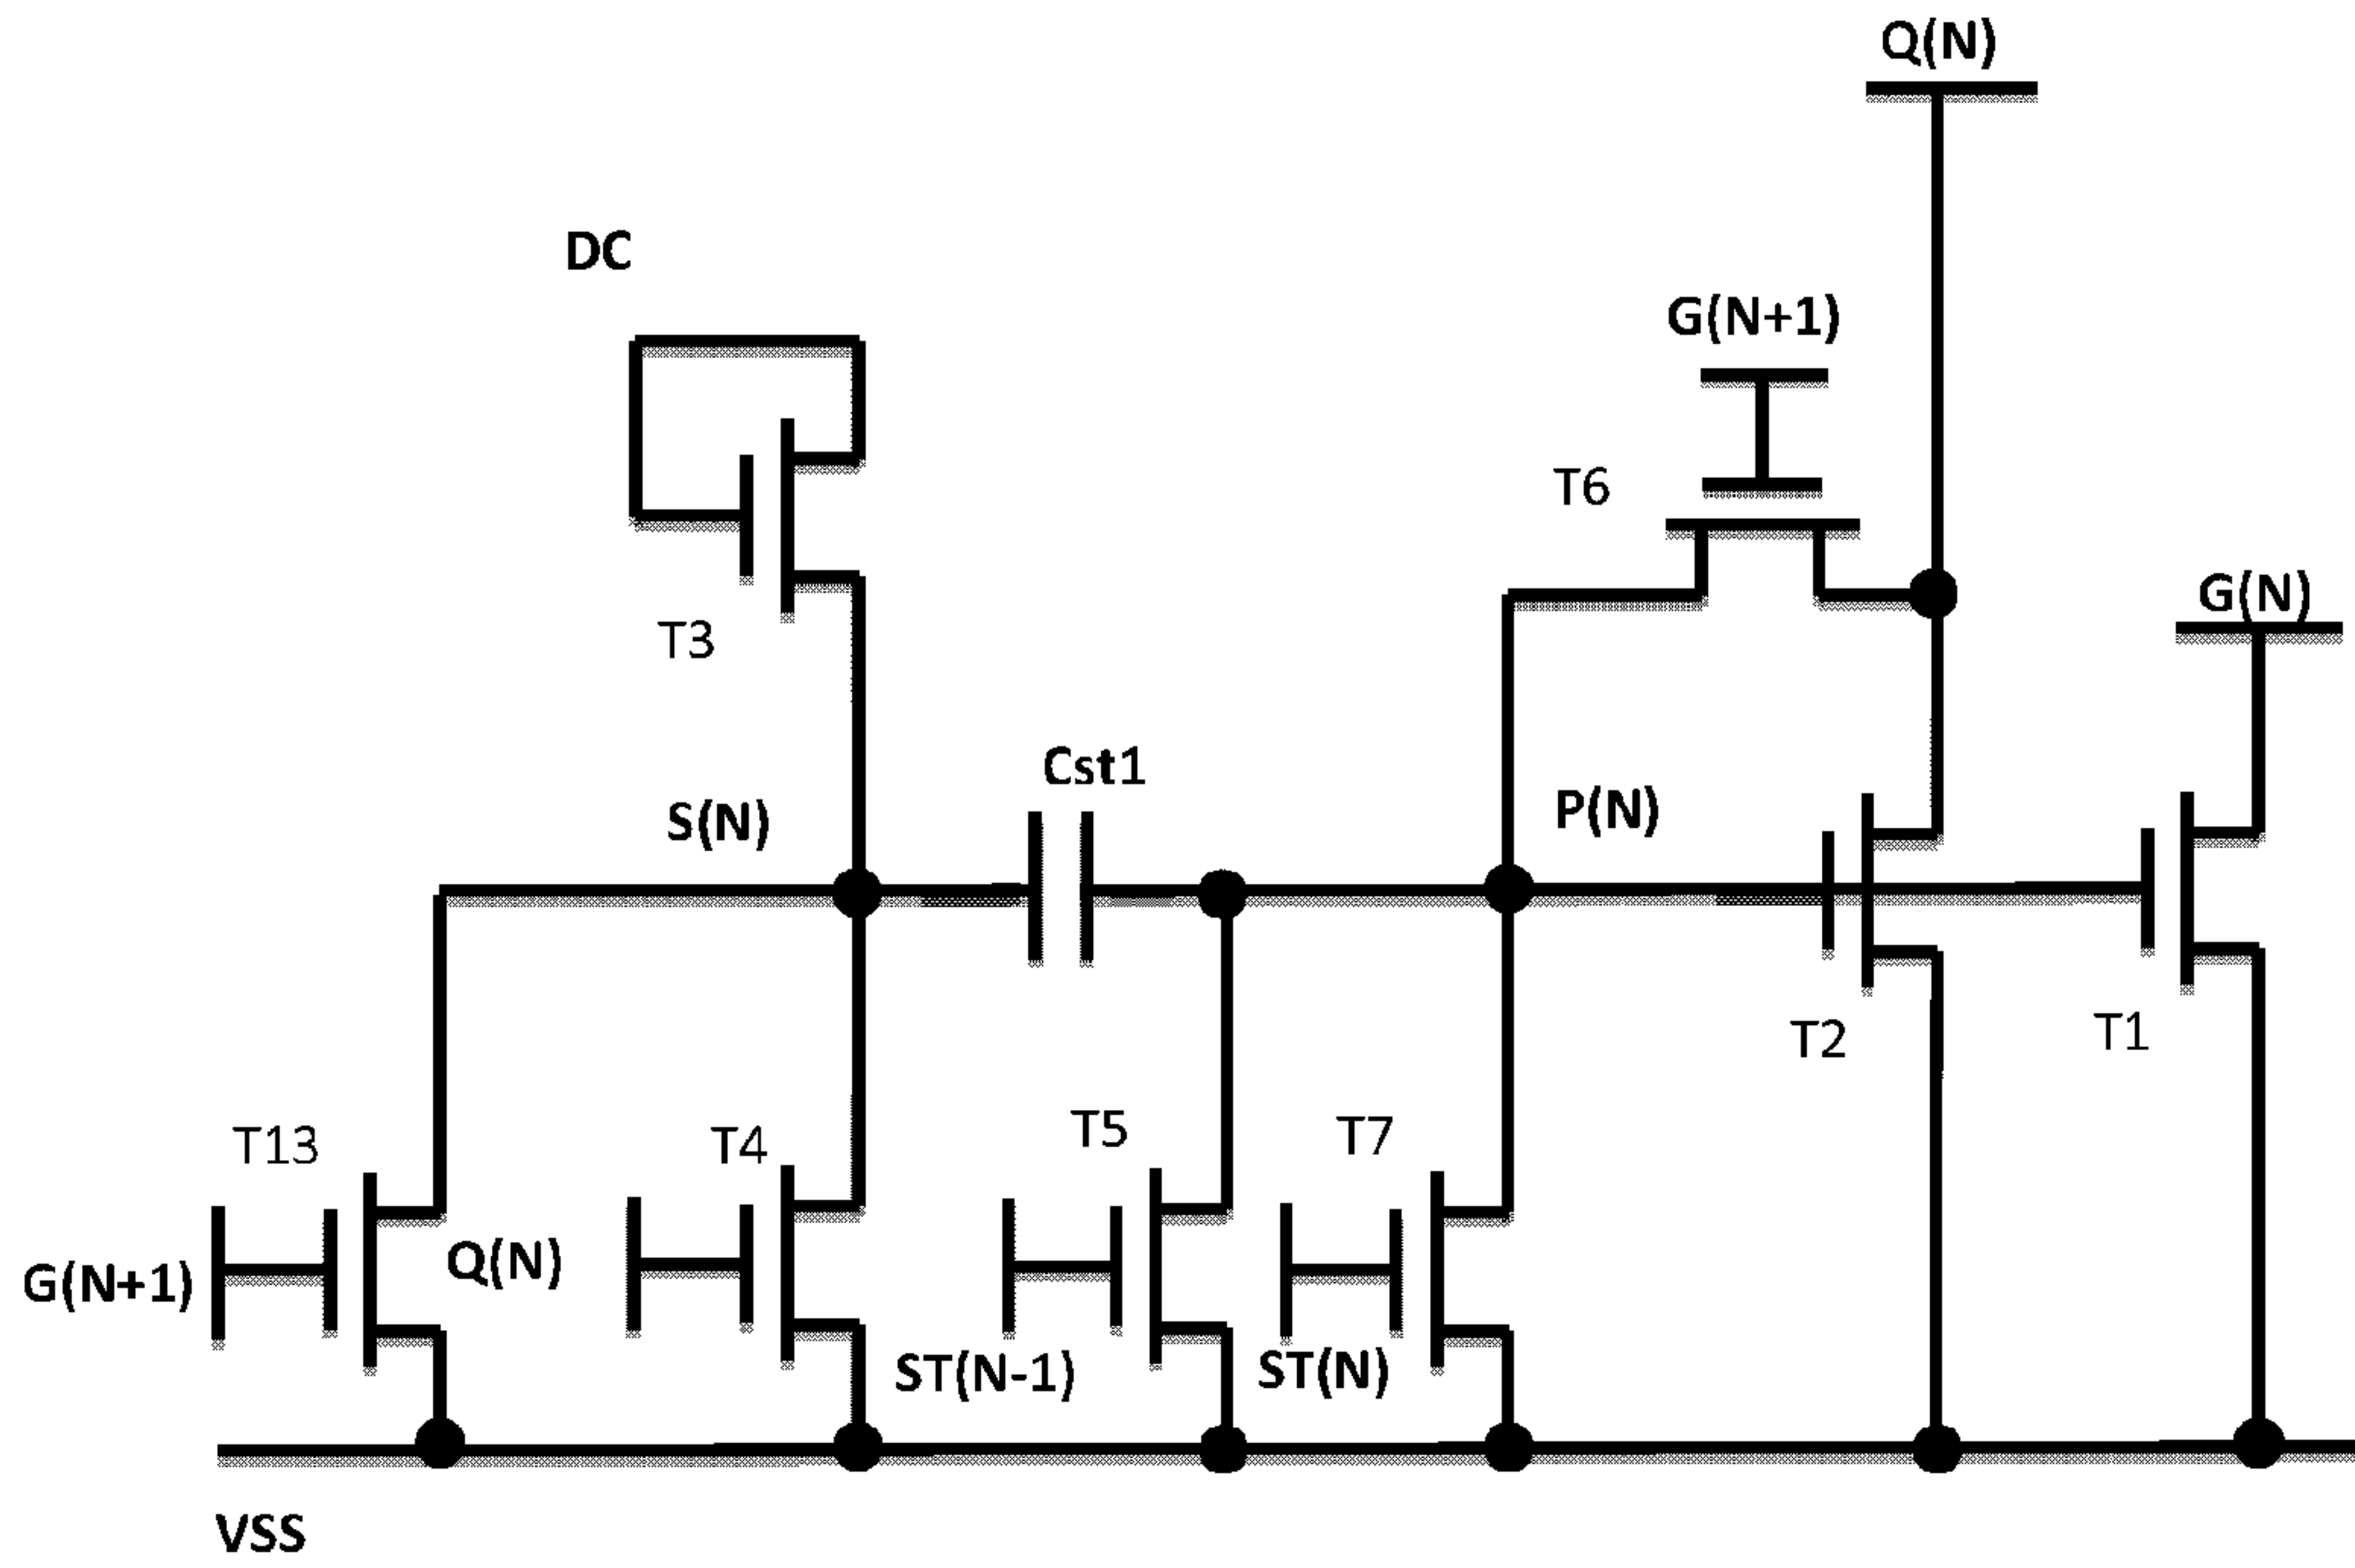 Q(N)
DC
G(N+1)
T6
G(N)
T3
Cst1
S(N)
P(N)
T2
T1
T13
T4
T5
T7
G(N+1)
Q(N)
ST(N-1)
ST(N)
VSS